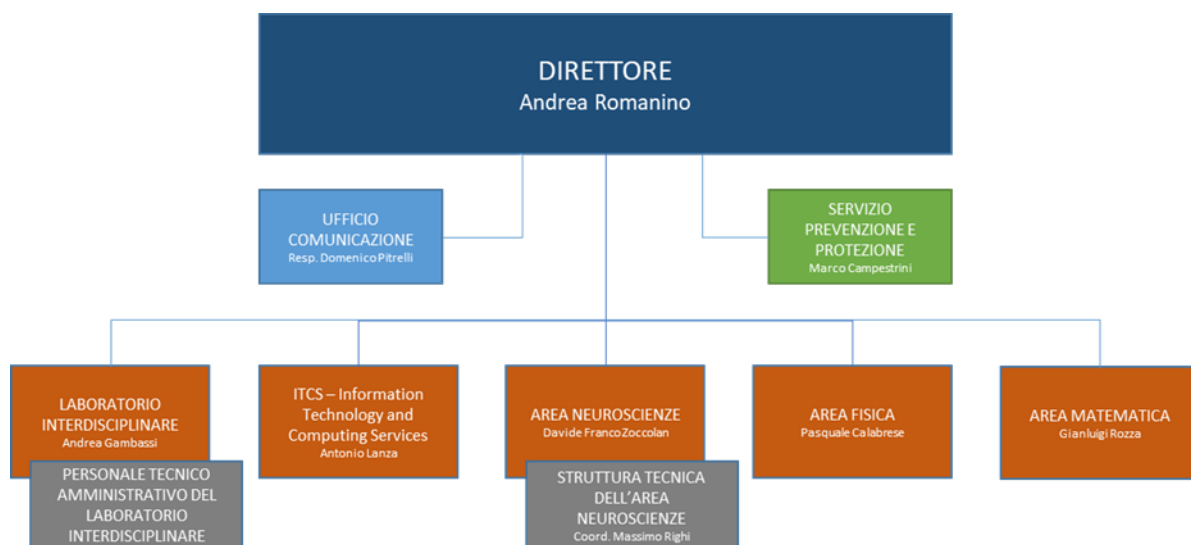 DIRETTORE
Andrea Romanino
UFFICIO
COMUNICAZIONE
Resp. Domenico Pitrelli
SERVIZIO
PREVENZIONE E
PROTEZIONE
Marco Campestrini
LABORATORIO
INTERDISCIPLINARE
Andrea Gambassi
PERSONALE TECNICO
AMMINISTRATIVO DEL
LABORATORIO
INTERDISCIPLINARE
ITCS – Information
Technology and
Computing Services
Antonio Lanza
AREA NEUROSCIENZE
Davide Franco Zoccolan
STRUTTURA TECNICA
DELL'AREA
NEUROSCIENZE
Coord. Massimo Righi
AREA FISICA
Pasquale Calabrese
AREA MATEMATICA
Gianluigi Rozza